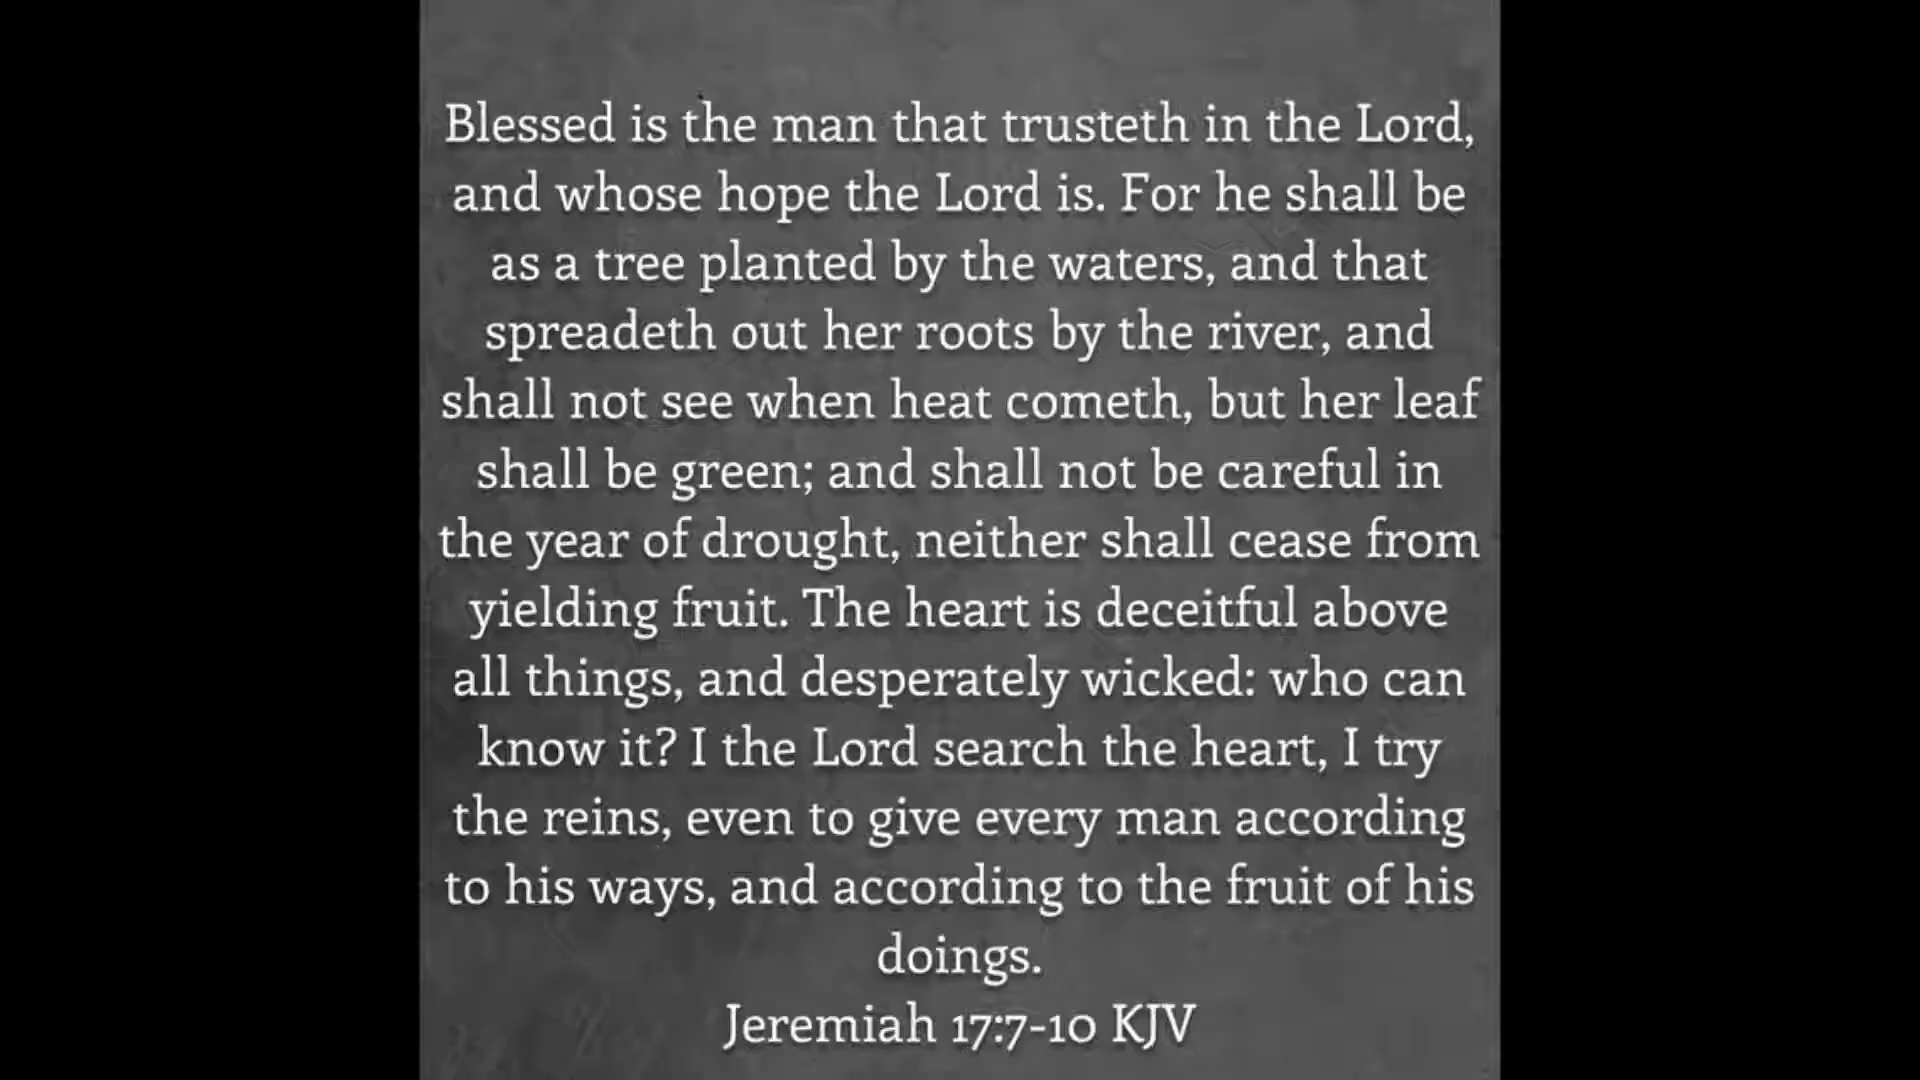 Blessed is the man that trusteth in the Lord,
and whose hope the Lord is. For he shall be
as a tree planted by the waters, and that
spreadeth out her roots by the river, and
shall not see when heat cometh, but her leaf
shall be green; and shall not be careful in
the year of drought, neither shall cease from
yielding fruit. The heart is deceitful above
all things, and desperately wicked: who can
know it? I the Lord search the heart, I try
the reins, even to give every man according
to his ways, and according to the fruit of his
doings.
Jeremiah 17:7-10 KJV